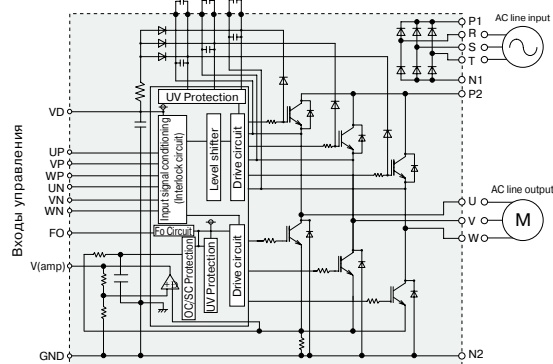 P1
AC line input
R
S
T
N1
P2
UV Protection
VD
Input signal conditioning
(Interlock circuit)
Level shifter
Drive circuit
Входы управления
UP
VP
WP
UN
VN
WN
FO
Fo Circuit
OC/SC Protection
UV Protection
Drive circuit
V(amp)
AC line output
U
V
W
M
GND
N2